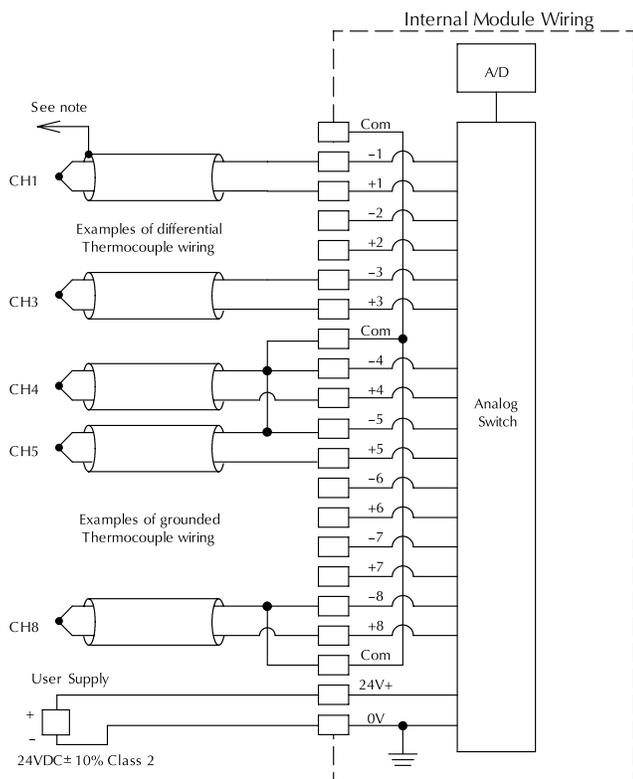 Internal Module Wiring
A/D
See note
Com
−1
CH1
+1
−2
Examples of differential
Thermocouple wiring
+2
−3
CH3
+3
Com
−4
CH4
+4
Analog
Switch
−5
CH5
+5
−6
+6
Examples of grounded
Thermocouple wiring
−7
+7
−8
CH8
+8
Com
User Supply
24V+
+
0V
−
24VDC± 10% Class 2